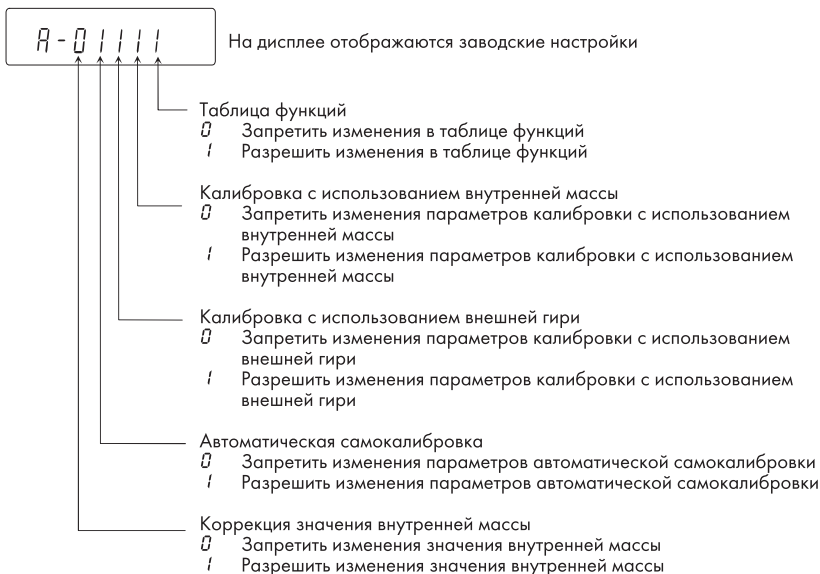 A-01111
На дисплее отображаются заводские настройки
Таблица функций
0 Запретить изменения в таблице функций
1 Разрешить изменения в таблице функций
Калибровка с использованием внутренней массы
0 Запретить изменения параметров калибровки с использованием
внутренней массы
1 Разрешить изменения параметров калибровки с использованием
внутренней массы
Калибровка с использованием внешней гири
0 Запретить изменения параметров калибровки с использованием
внешней гири
1 Разрешить изменения параметров калибровки с использованием
внешней гири
Автоматическая самокалибровка
0 Запретить изменения параметров автоматической самокалибровки
1 Разрешить изменения параметров автоматической самокалибровки
Коррекция значения внутренней массы
0 Запретить изменения значения внутренней массы
1 Разрешить изменения значения внутренней массы